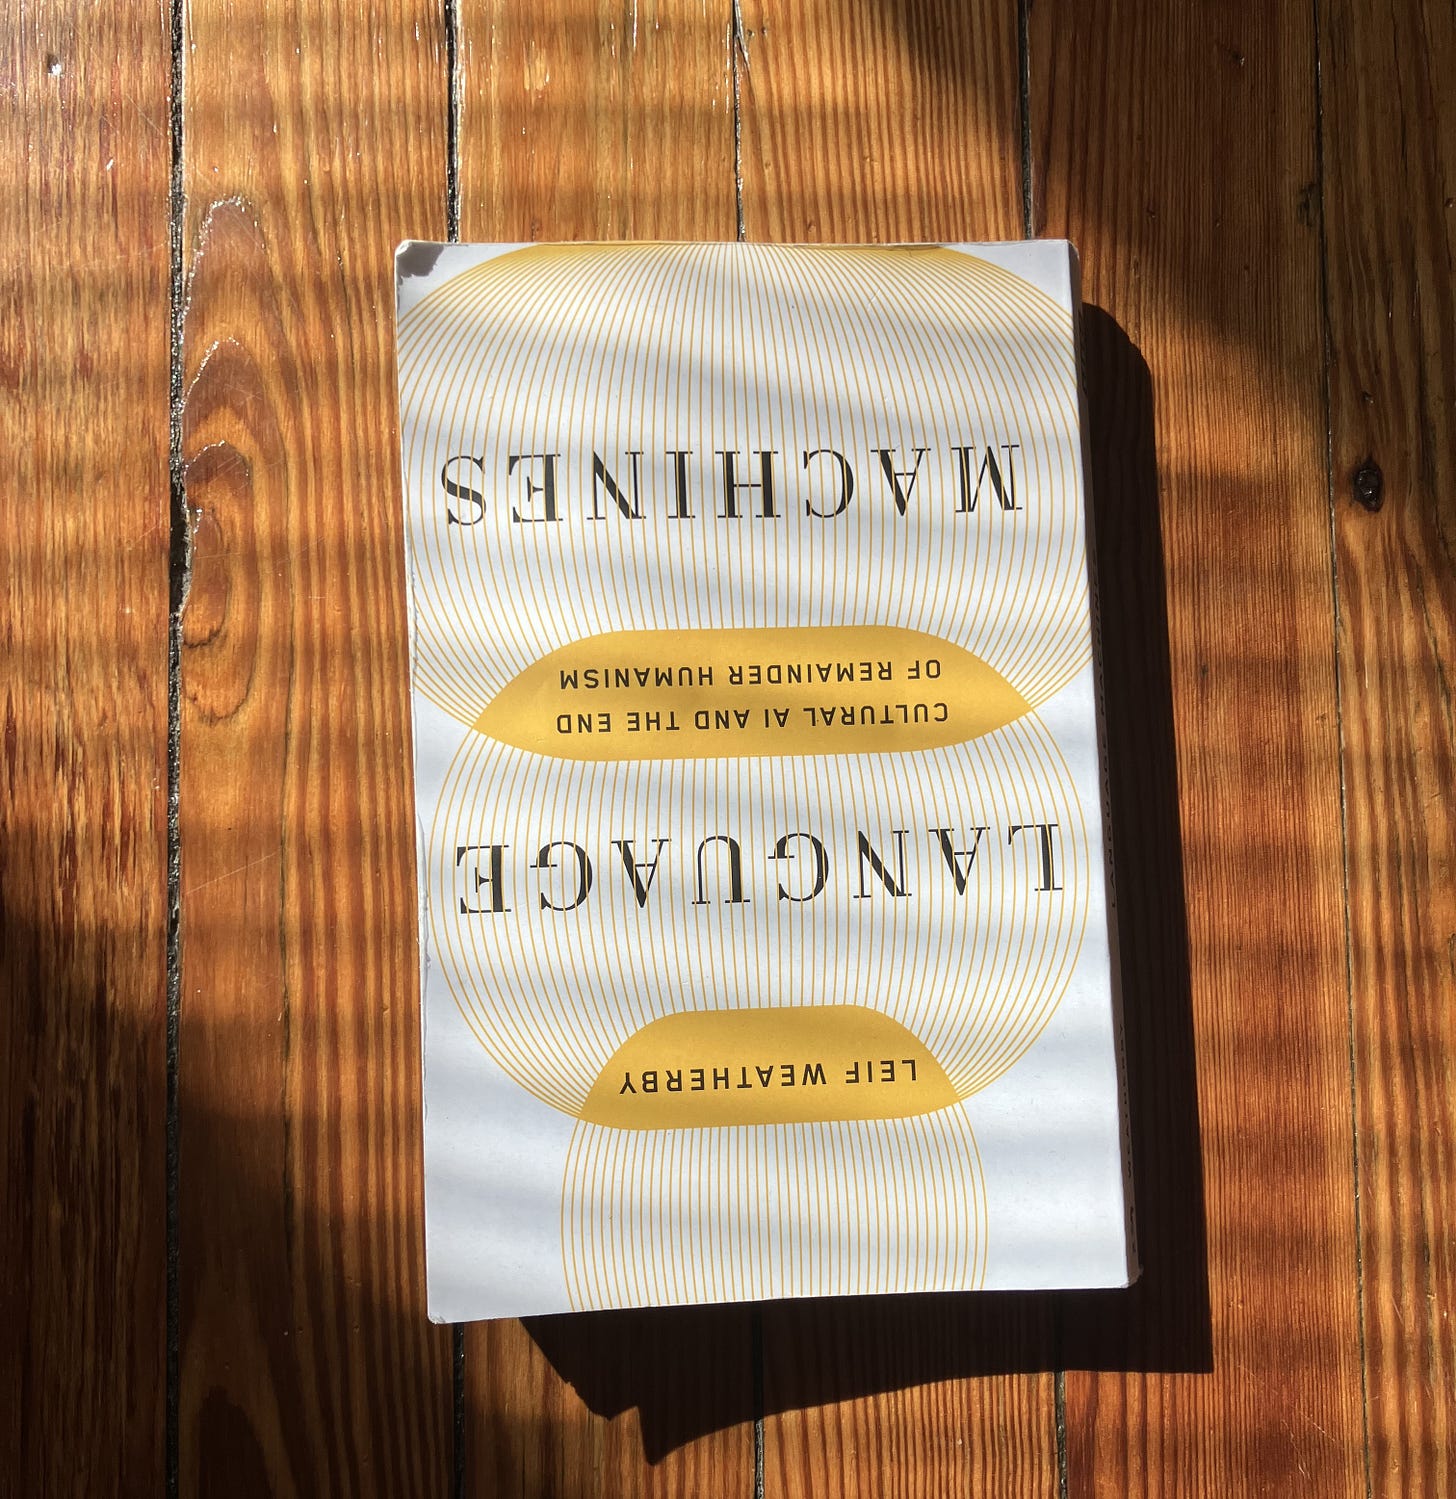 LEIF WEATHERBY
LANGUAGE
CULTURAL AI AND THE END
OF REMAINDER HUMANISM
MACHINES